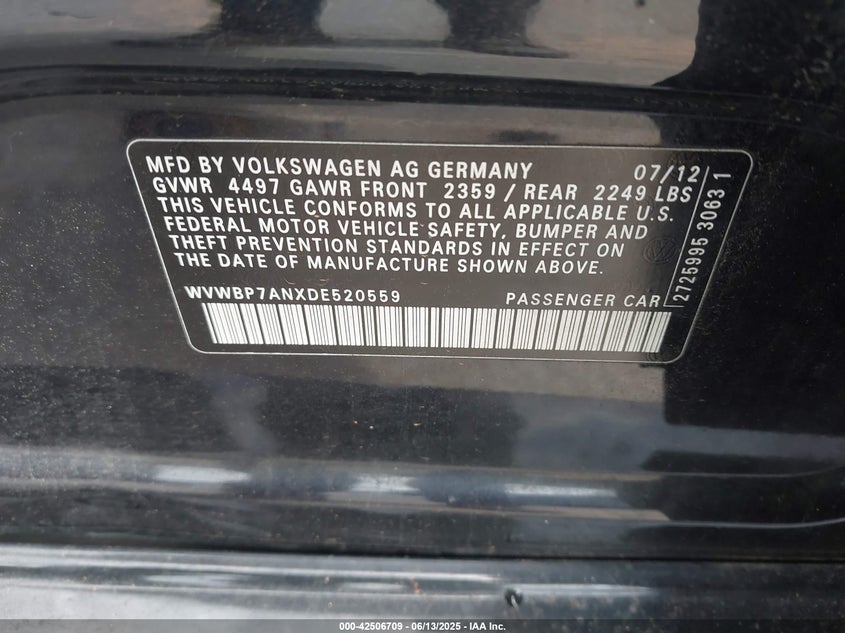 MFD BY VOLKSWAGEN AG GERMANY 07/12
GVWR 4497 GAWR FRONT 2359 / REAR 2249 LBS
THIS VEHICLE CONFORMS TO ALL APPLICABLE U.S.
FEDERAL MOTOR VEHICLE SAFETY, BUMPER AND
THEFT PREVENTION STANDARDS IN EFFECT ON
THE DATE OF MANUFACTURE SHOWN ABOVE.
WVWBP7ANXDE520559 PASSENGER CAR
2725995 3063 1
000-42506709 - 06/13/2025 - IAA Inc.